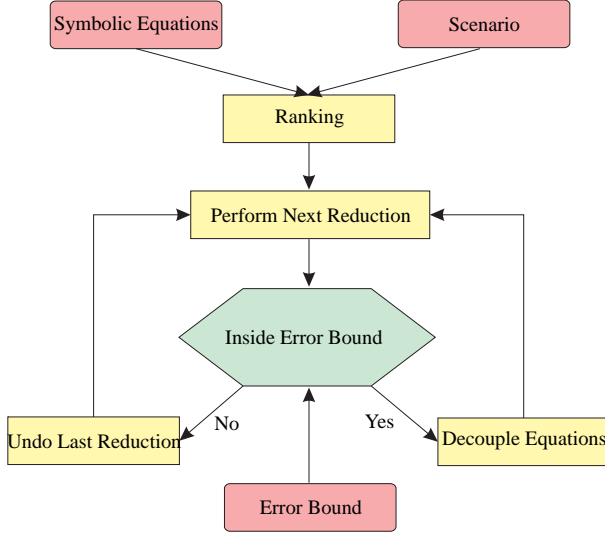 Symbolic Equations
Scenario
Ranking
Perform Next Reduction
Inside Error Bound
No
Yes
Undo Last Reduction
Decouple Equations
Error Bound